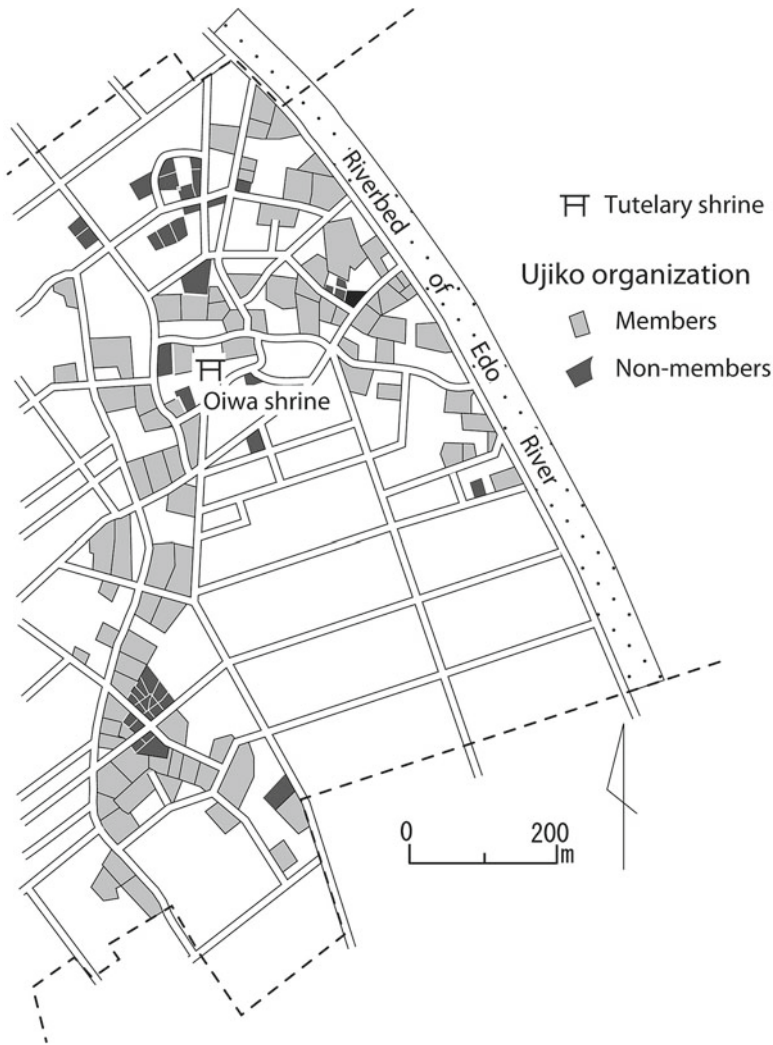 Riverbed
of
Edo
River
Tutelary shrine
Ujiko organization
Members
Non-members
Oiwa shrine
0 200
m